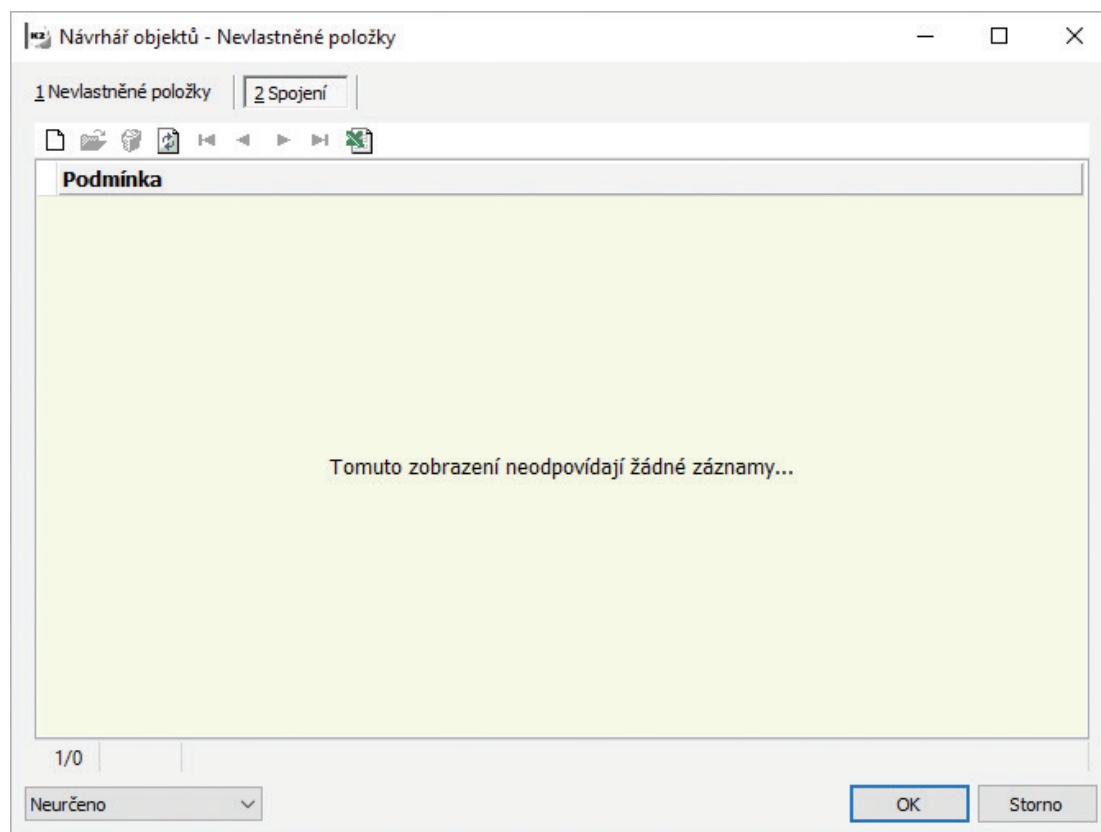 K2 Návrhář objektů - Nevlastněné položky
1 Nevlastněné položky 2 Spojení
Podmínka
Tomuto zobrazení neodpovídají žádné záznamy...
1/0
Neurčeno OK Storno